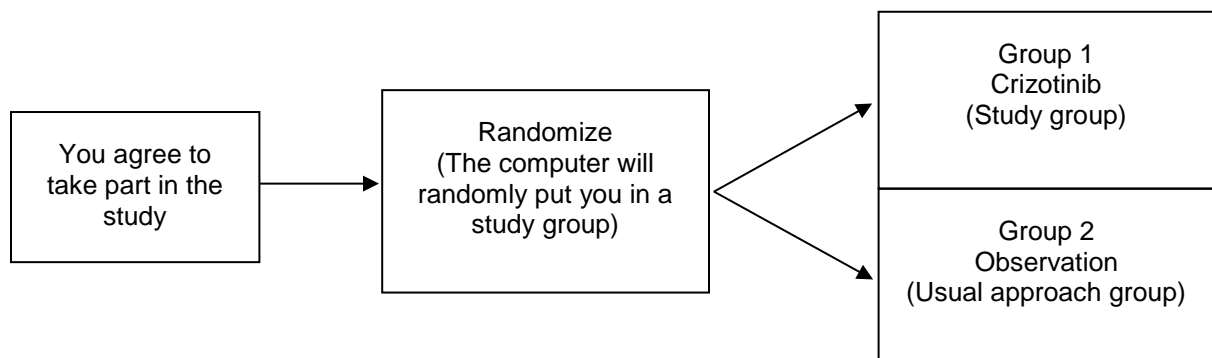 You agree to
take part in the
study
Randomize
(The computer will
randomly put you in a
study group)
Group 1
Crizotinib
(Study group)
Group 2
Observation
(Usual approach group)